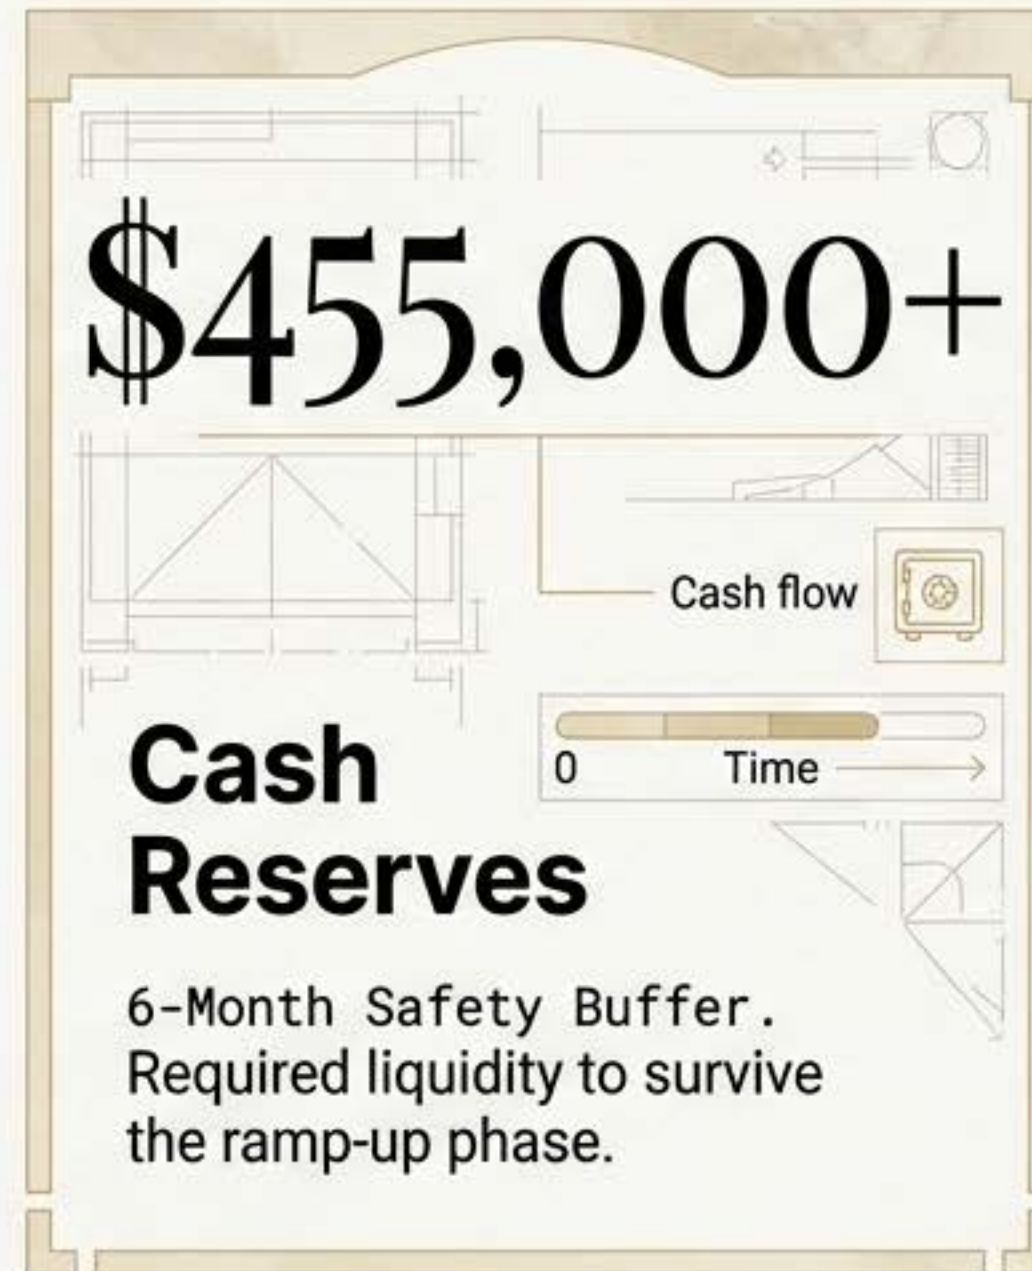 $455,000+
Cash flow
0 Time
Cash
Reserves
6-Month Safety Buffer.
Required liquidity to survive
the ramp-up phase.